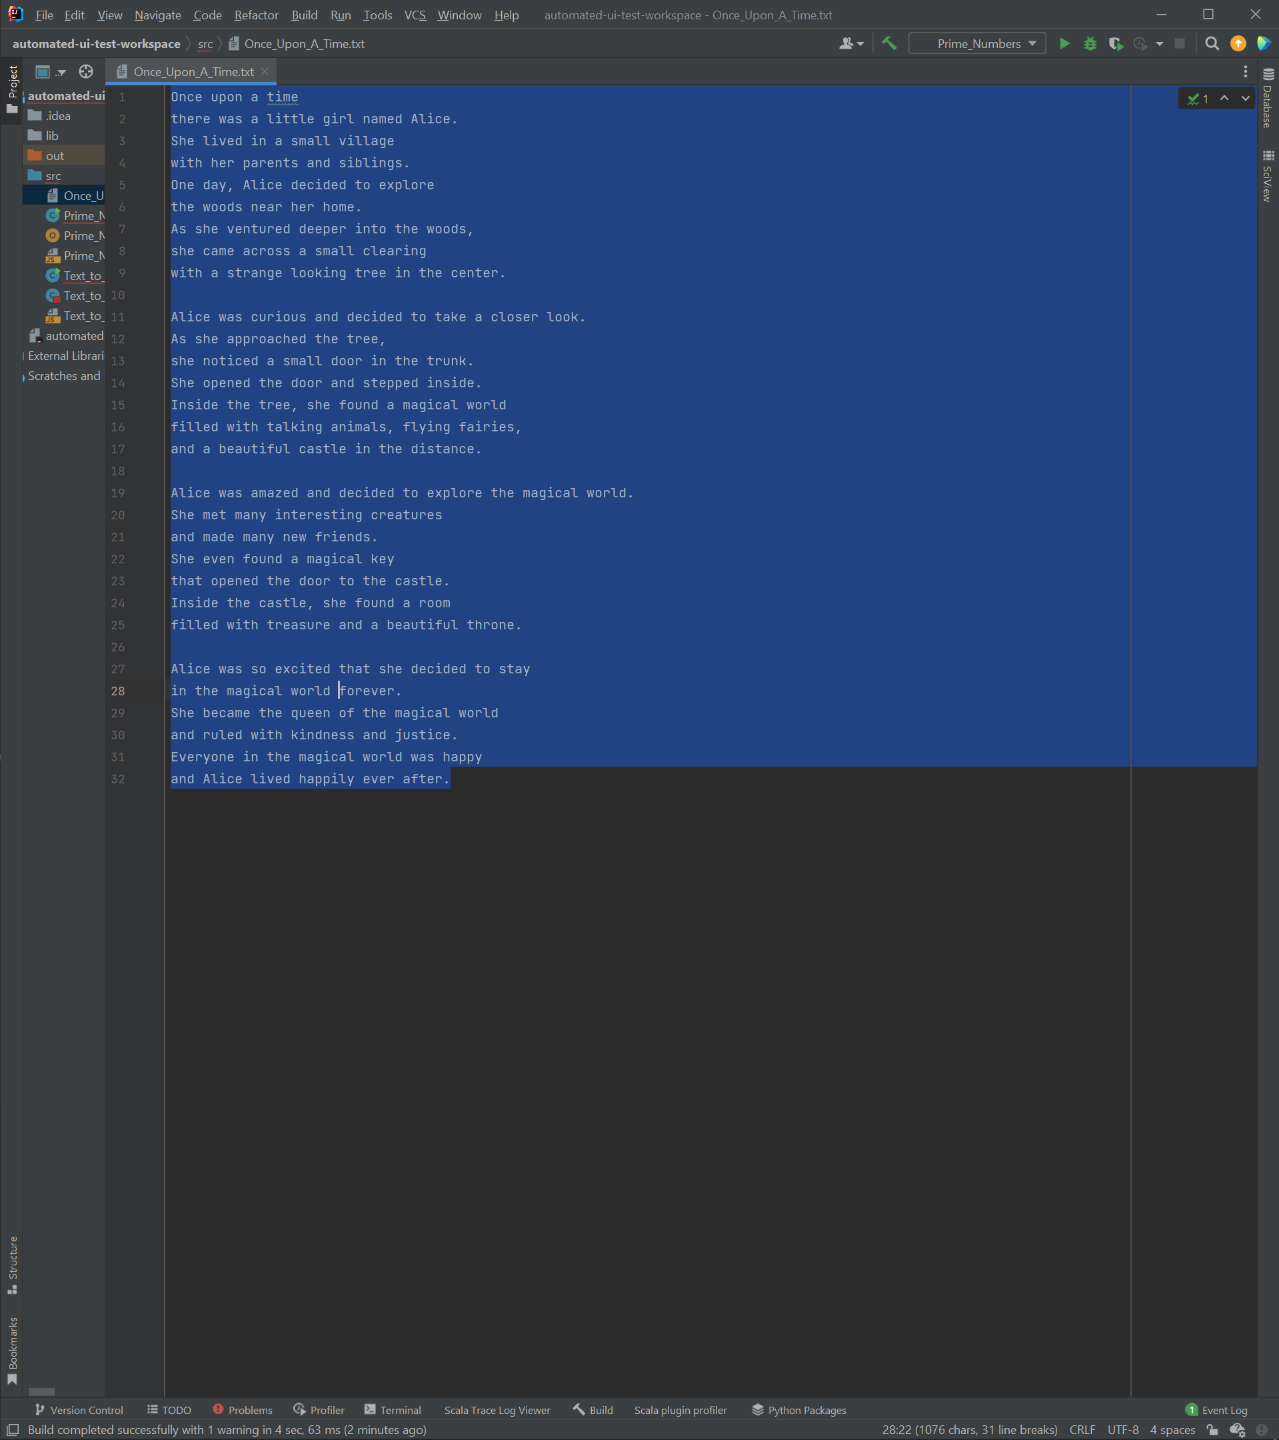 File Edit View Navigate Code Refactor Build Run Tools VCS Window Help automated-ui-test-workspace - Once_Upon_A_Time.txt
automated-ui-test-workspace src Once_Upon_A_Time.txt Prime_Numbers
Project
Once_Upon_A_Time.txt
automated-ui
.idea
lib
out
src
Once_U
Prime_N
Prime_N
Prime_N
Text_to_
Text_to_
Text_to_
automated
External Librari
Scratches and
1 Once upon a time
2 there was a little girl named Alice.
3 She lived in a small village
4 with her parents and siblings.
5 One day, Alice decided to explore
6 the woods near her home.
7 As she ventured deeper into the woods,
8 she came across a small clearing
9 with a strange looking tree in the center.
10
11 Alice was curious and decided to take a closer look.
12 As she approached the tree,
13 she noticed a small door in the trunk.
14 She opened the door and stepped inside.
15 Inside the tree, she found a magical world
16 filled with talking animals, flying fairies,
17 and a beautiful castle in the distance.
18
19 Alice was amazed and decided to explore the magical world.
20 She met many interesting creatures
21 and made many new friends.
22 She even found a magical key
23 that opened the door to the castle.
24 Inside the castle, she found a room
25 filled with treasure and a beautiful throne.
26
27 Alice was so excited that she decided to stay
28 in the magical world forever.
29 She became the queen of the magical world
30 and ruled with kindness and justice.
31 Everyone in the magical world was happy
32 and Alice lived happily ever after.
1
Database
SciView
Structure
Bookmarks
Version Control TODO Problems Profiler Terminal Scala Trace Log Viewer Build Scala plugin profiler Python Packages 1 Event Log
Build completed successfully with 1 warning in 4 sec, 63 ms (2 minutes ago) 28:22 (1076 chars, 31 line breaks) CRLF UTF-8 4 spaces